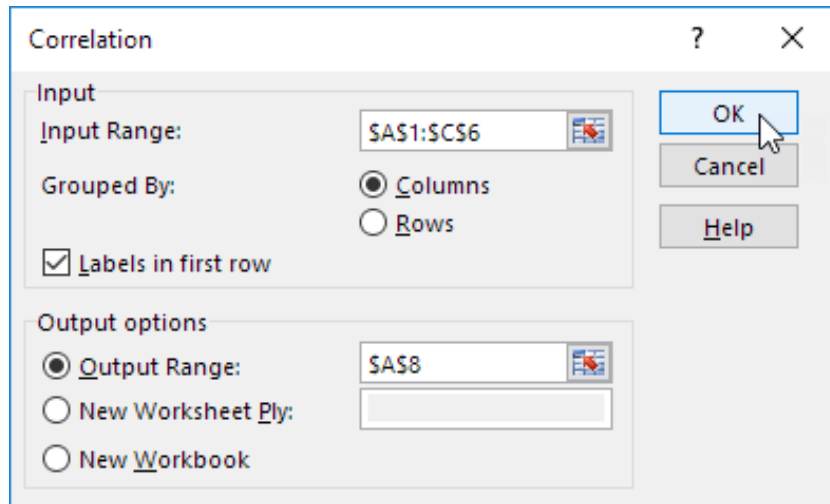 Correlation ?
Input
Input Range: $A$1:$C$6
Grouped By: Columns
Rows
Labels in first row
OK
Cancel
Help
Output options
Output Range: $A$8
New Worksheet Ply:
New Workbook